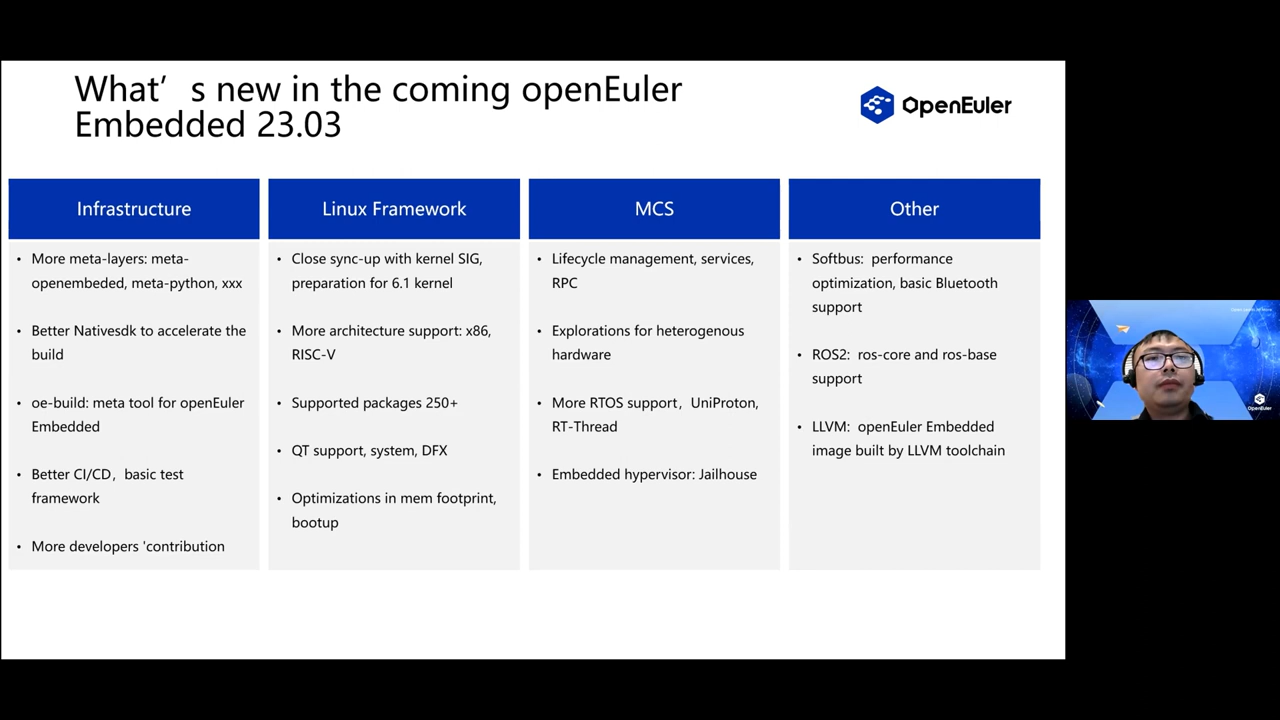 What's new in the coming openEuler
Embedded 23.03
OpenEuler
Infrastructure
• More meta-layers: meta-
openembeded, meta-python, xxx
• Better Nativesdk to accelerate the
build
• oe-build: meta tool for openEuler
Embedded
• Better CI/CD，basic test
framework
• More developers 'contribution
Linux Framework
• Close sync-up with kernel SIG,
preparation for 6.1 kernel
• More architecture support: x86,
RISC-V
• Supported packages 250+
• QT support, system, DFX
• Optimizations in mem footprint,
bootup
MCS
• Lifecycle management, services,
RPC
• Explorations for heterogenous
hardware
• More RTOS support，UniProton,
RT-Thread
• Embedded hypervisor: Jailhouse
Other
• Softbus: performance
optimization, basic Bluetooth
support
• ROS2: ros-core and ros-base
support
• LLVM: openEuler Embedded
image built by LLVM toolchain
OpenEuler